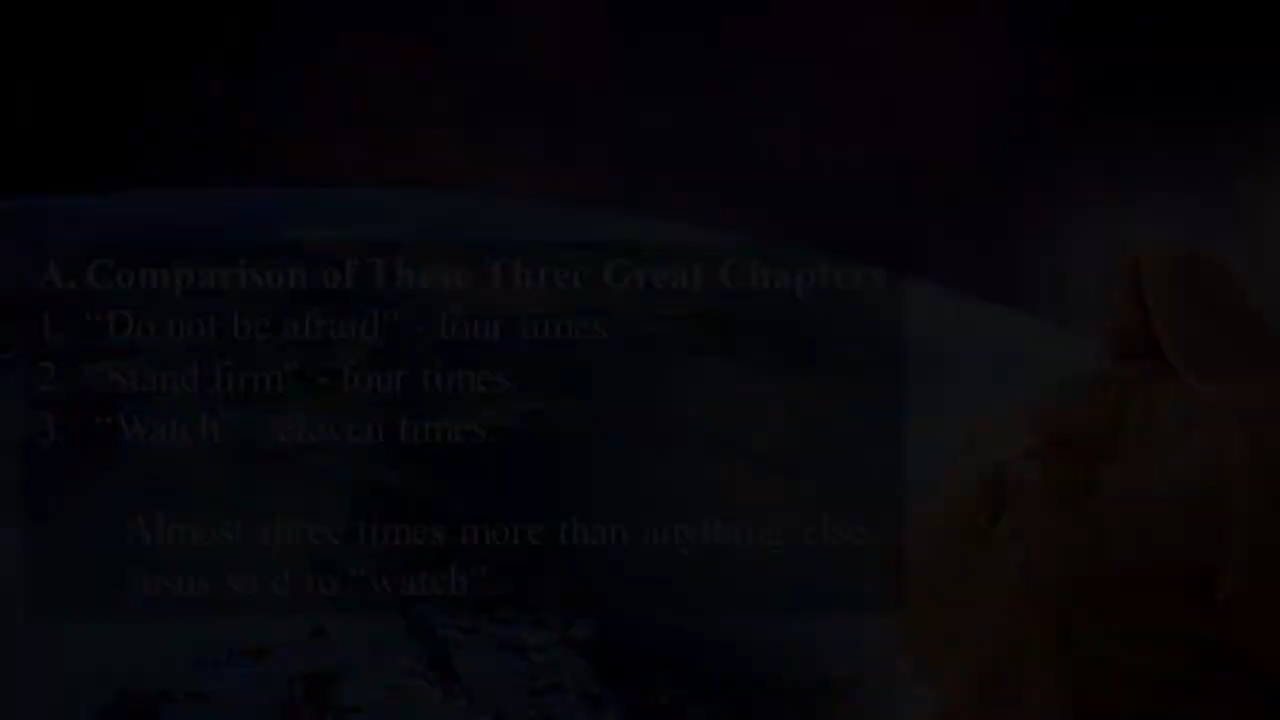 A. Comparison of These Three Great Chapters
1. “Do not be afraid” - four times
2. “Stand firm” - four times.
3. “Watch” - eleven times.
Almost three times more than anything else
Jesus said to “watch”